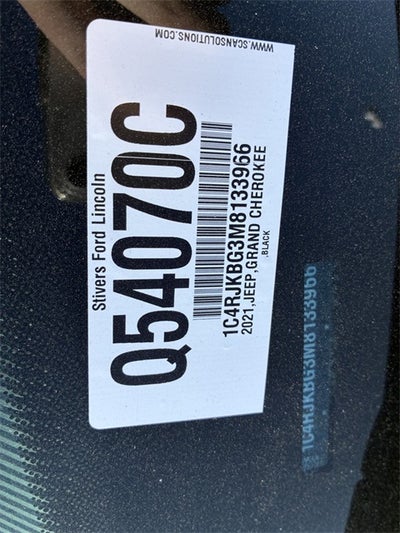 Stivers Ford Lincoln
Q54070C
1C4RJKBG3M8133966
2021,JEEP,GRAND CHEROKEE
,BLACK
WWW.SCANSOLUTIONS.COM
1C4RJKBG3M8133966